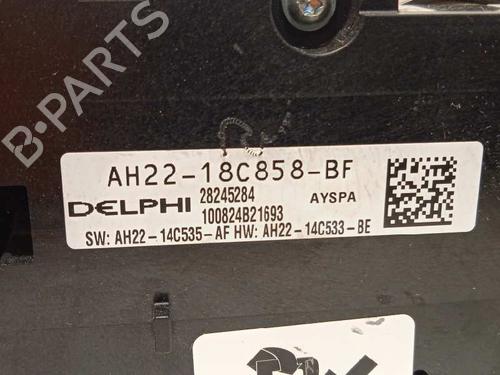 B-PARTS
AH22-18C858-BF
DELPHI 28245284 AYSPA
100824B21693
SW: AH22-14C535-AF HW: AH22-14C533-BE